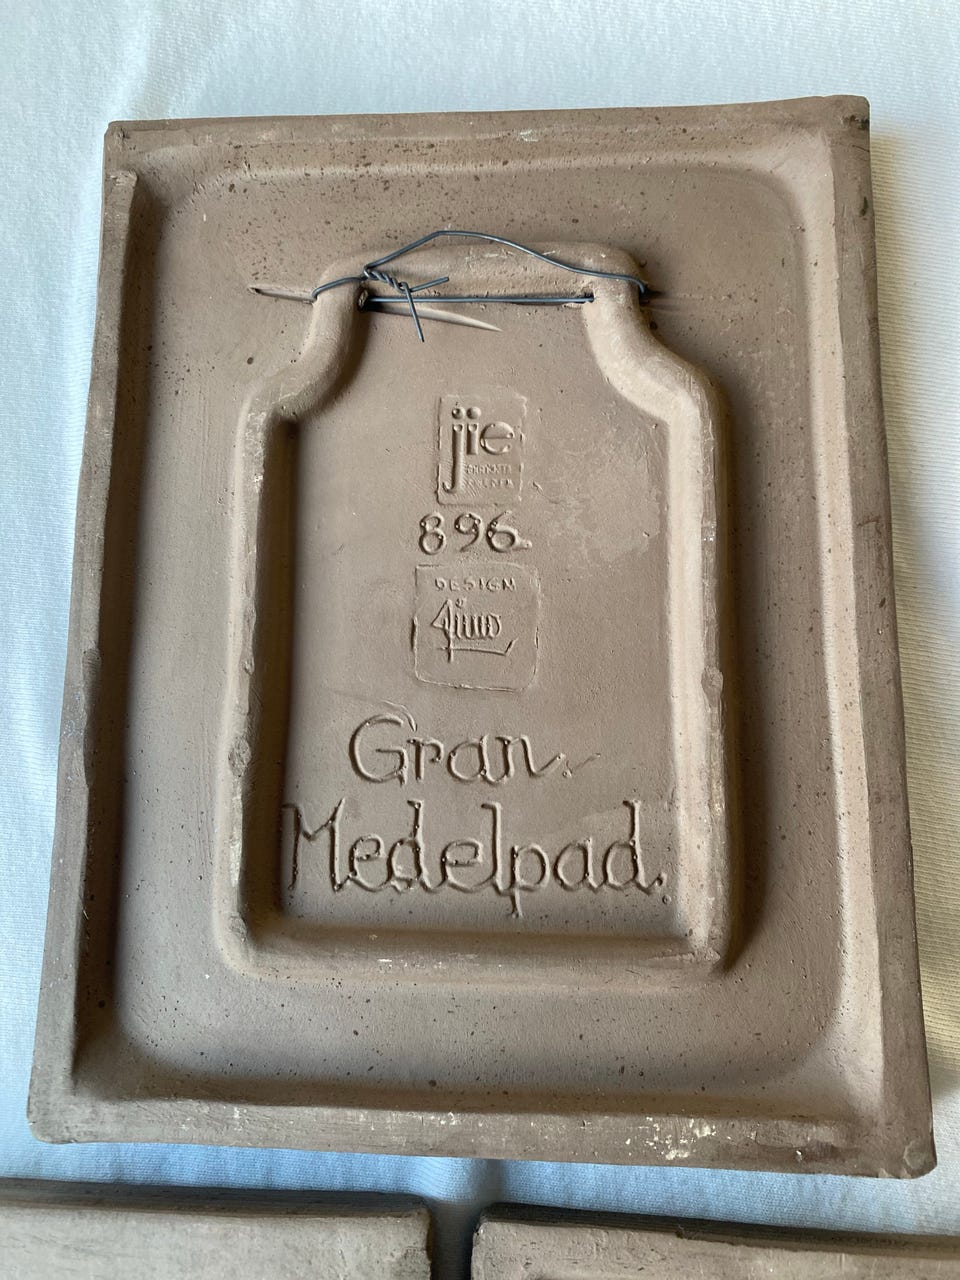 jie
896
DESIGN
Gran.
Medelpad.